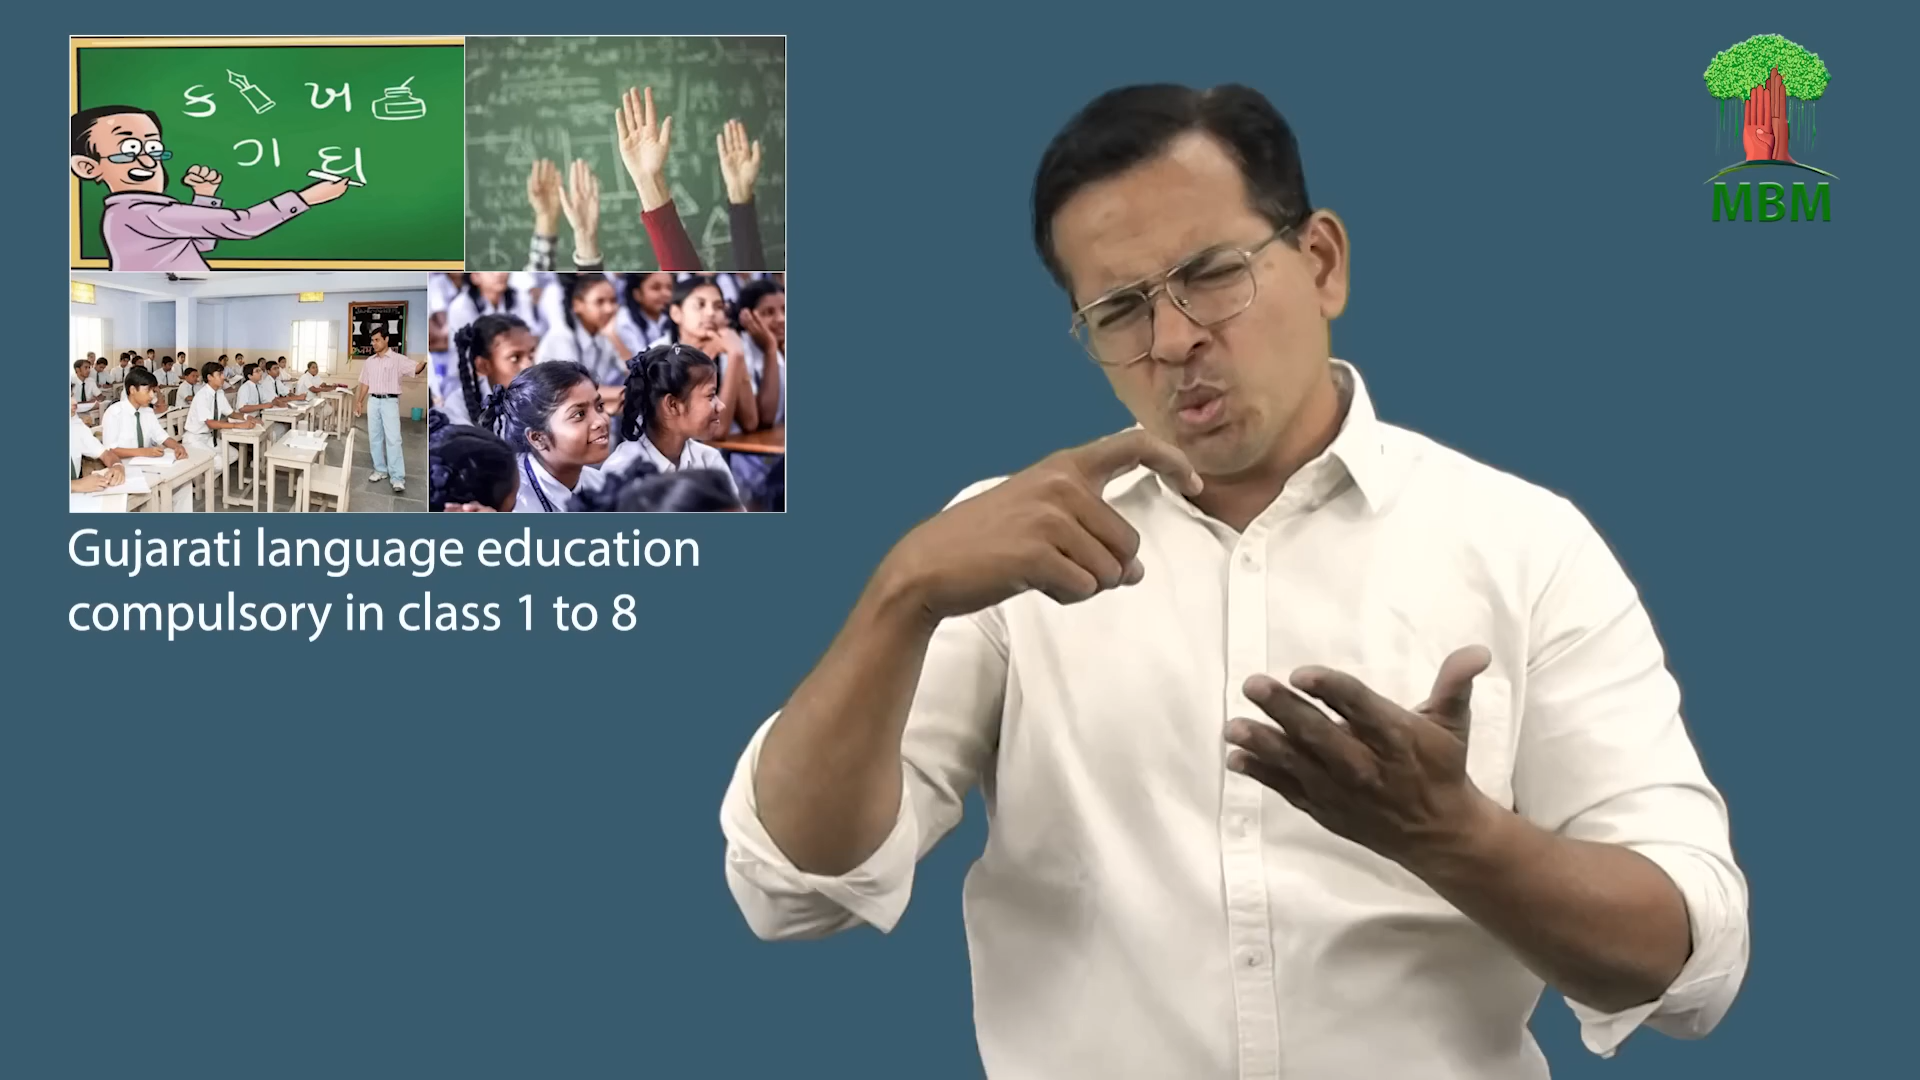 ક ખ
ગ ઘ
MBM
Gujarati language education
compulsory in class 1 to 8